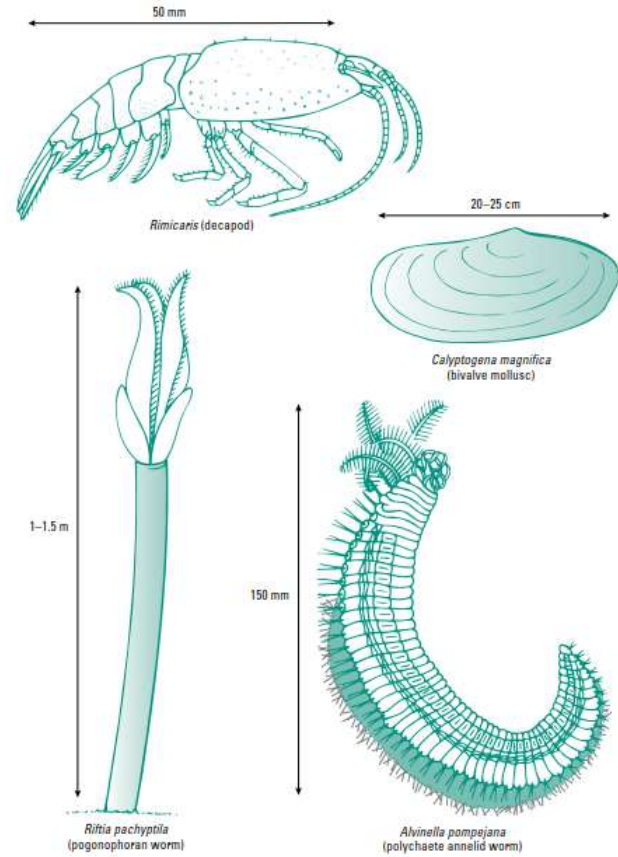 50 mm
Rimicaris (decapod)
20–25 cm
Calyptogena magnifica
(bivalve mollusc)
1–1.5 m
150 mm
Riftia pachyptila
(pogonophoran worm)
Alvinella pompejana
(polychaete annelid worm)